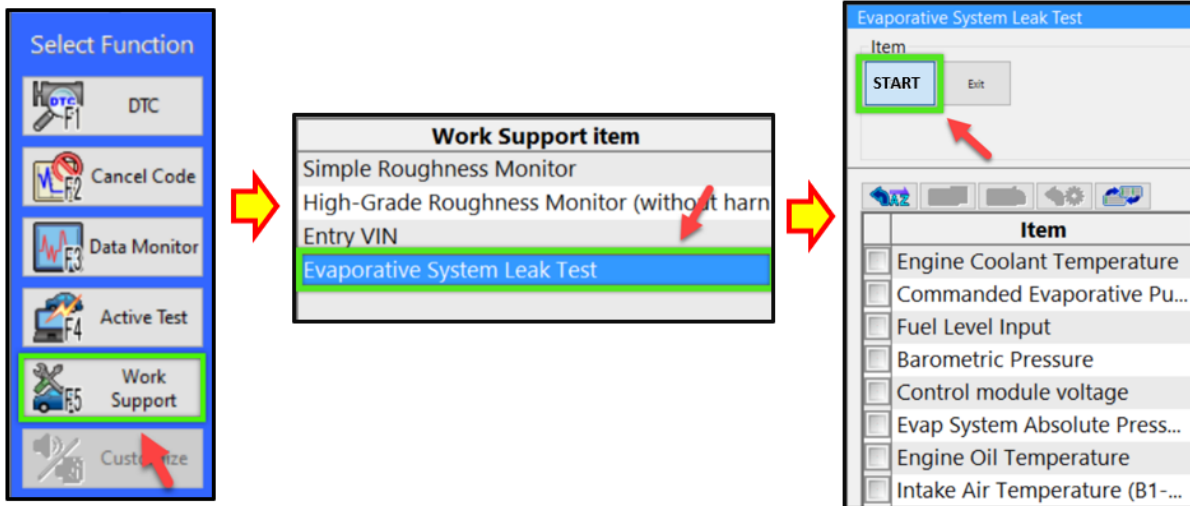 Select Function
DTC
F1
DTC
Cancel Code
F2
Data Monitor
F3
Active Test
F4
Work
Support
F5
Customize
Work Support item
Simple Roughness Monitor
High-Grade Roughness Monitor (without harn
Entry VIN
Evaporative System Leak Test
Evaporative System Leak Test
Item
START
Exit
AZ
Item
Engine Coolant Temperature
Commanded Evaporative Pu...
Fuel Level Input
Barometric Pressure
Control module voltage
Evap System Absolute Press...
Engine Oil Temperature
Intake Air Temperature (B1-...